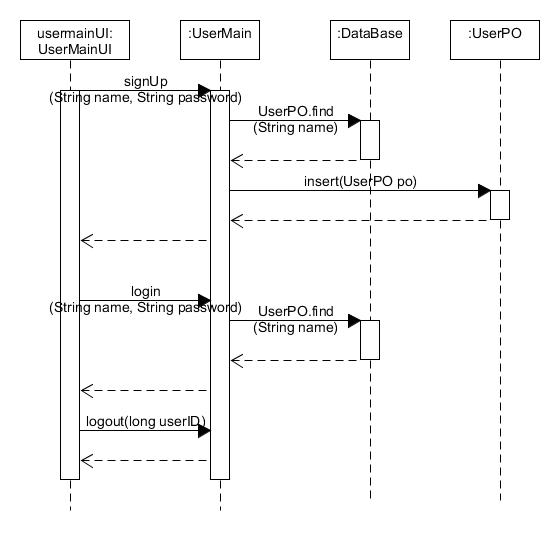 usermainUI:
UserMainUI
:UserMain
:DataBase
:UserPO
signUp
(String name, String password)
UserPO.find
(String name)
insert(UserPO po)
login
(String name, String password)
UserPO.find
(String name)
logout(long userID)